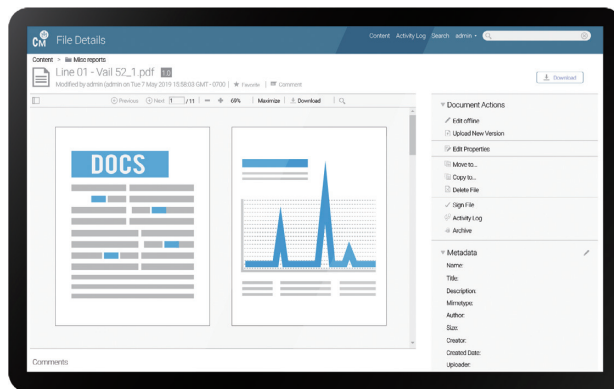 CM File Details Content Activity Log Search admin
Content > Misc reports
Line 01 - Vail 52_1.pdf 1.0
Modified by admin (admin on Tue 7 May 2019 15:58:03 GMT - 0700) Favorite Comment
Download
Previous Next 1 / 11 69% Maximize Download
DOCS
Document Actions
Edit offline
Upload New Version
Edit Properties
Move to...
Copy to...
Delete File
Sign File
Activity Log
Archive
Metadata
Name:
Title:
Description:
Mimetype:
Author:
Size:
Creator:
Created Date:
Uploader:
Comments